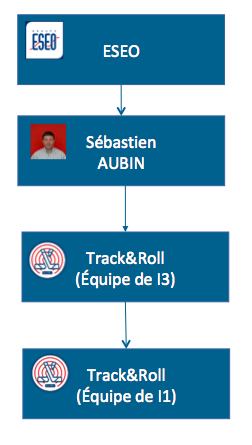 ESEO
ESEO
Sébastien
AUBIN
Track&Roll
(Équipe de I3)
Track&Roll
(Équipe de I1)